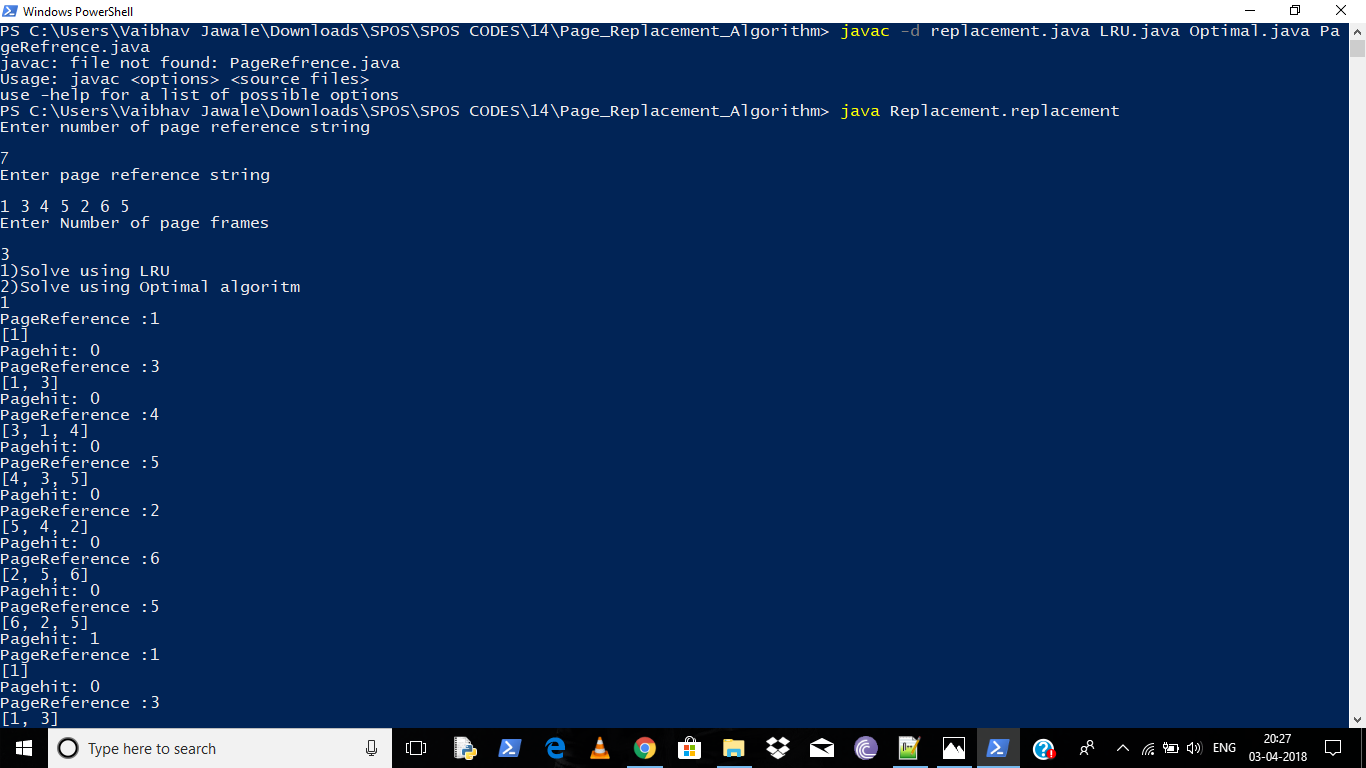 Windows PowerShell
PS C:\Users\Vaibhav Jawale\Downloads\SPOS\SPOS CODES\14\Page_Replacement_Algorithm> javac -d replacement.java LRU.java Optimal.java Pa
geRefrence.java
javac: file not found: PageRefrence.java
Usage: javac <options> <source files>
use -help for a list of possible options
PS C:\Users\Vaibhav Jawale\Downloads\SPOS\SPOS CODES\14\Page_Replacement_Algorithm> java Replacement.replacement
Enter number of page reference string
7
Enter page reference string
1 3 4 5 2 6 5
Enter Number of page frames
3
1)Solve using LRU
2)Solve using Optimal algoritm
1
PageReference :1
[1]
Pagehit: 0
PageReference :3
[1, 3]
Pagehit: 0
PageReference :4
[3, 1, 4]
Pagehit: 0
PageReference :5
[4, 3, 5]
Pagehit: 0
PageReference :2
[5, 4, 2]
Pagehit: 0
PageReference :6
[2, 5, 6]
Pagehit: 0
PageReference :5
[6, 2, 5]
Pagehit: 1
PageReference :1
[1]
Pagehit: 0
PageReference :3
[1, 3]
Type here to search
ENG
20:27
03-04-2018